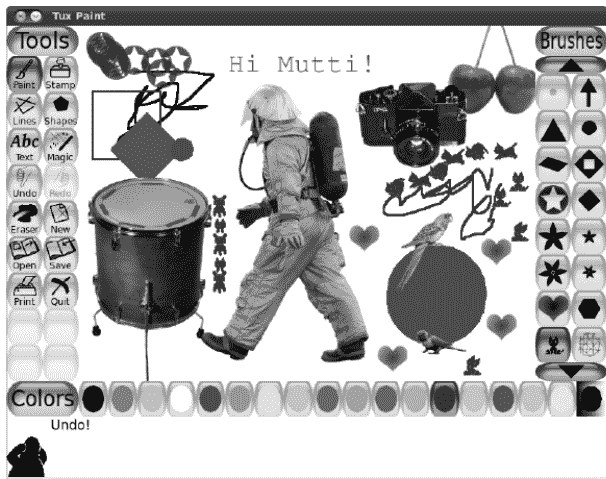 Tux Paint
Tools
Brushes
Hi Mutti!
Paint
Stamp
Lines
Shapes
Abc
Text
Magic
Undo
Redo
Eraser
New
Open
Save
Print
Quit
Colors
Undo!